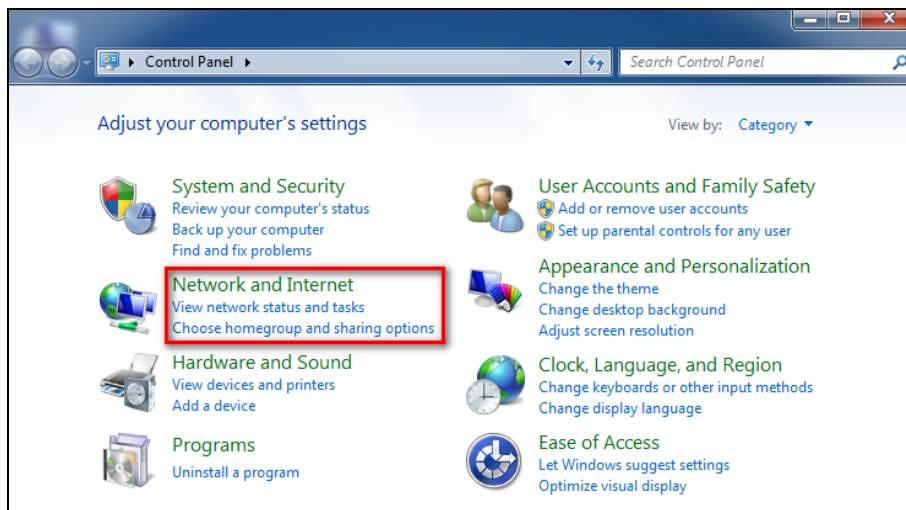 Control Panel
Search Control Panel
Adjust your computer's settings
View by: Category
System and Security
Review your computer's status
Back up your computer
Find and fix problems
Network and Internet
View network status and tasks
Choose homegroup and sharing options
Hardware and Sound
View devices and printers
Add a device
Programs
Uninstall a program
User Accounts and Family Safety
Add or remove user accounts
Set up parental controls for any user
Appearance and Personalization
Change the theme
Change desktop background
Adjust screen resolution
Clock, Language, and Region
Change keyboards or other input methods
Change display language
Ease of Access
Let Windows suggest settings
Optimize visual display